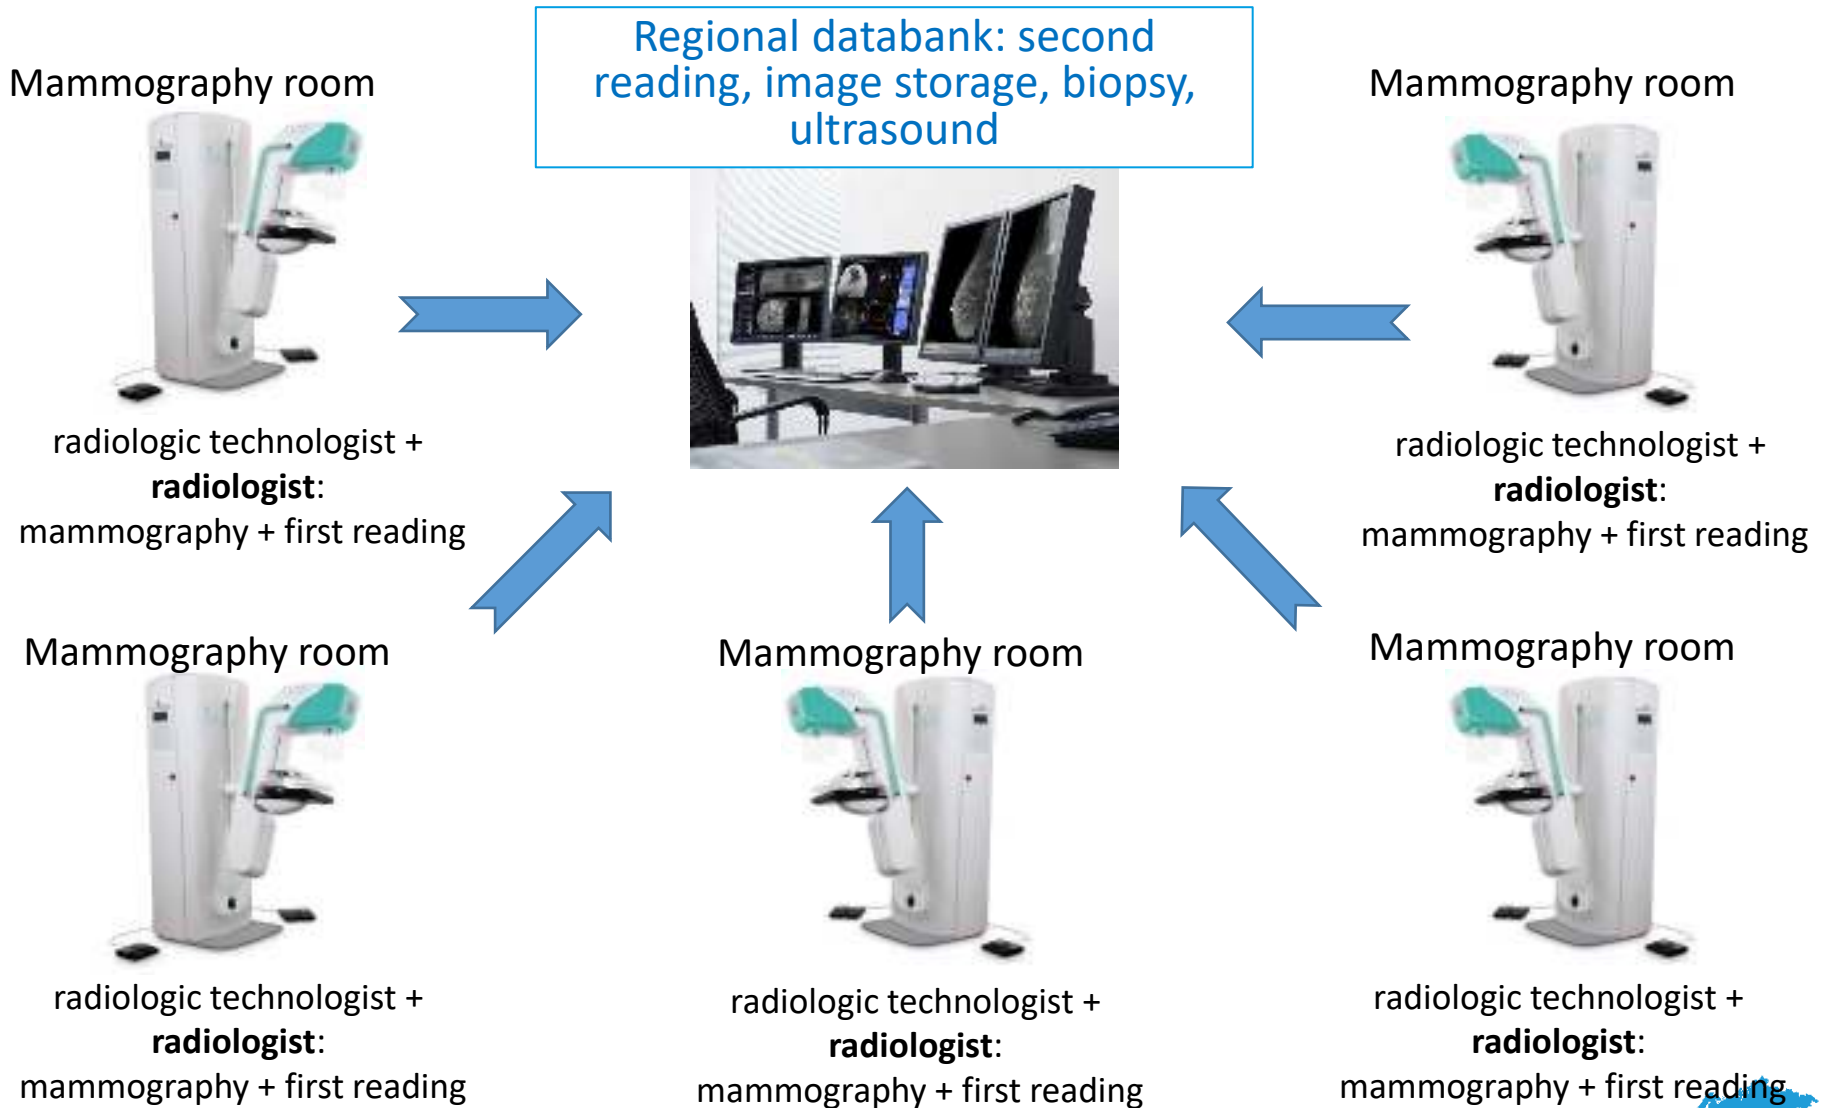 Regional databank: second
reading, image storage, biopsy,
ultrasound
Mammography room
radiologic technologist +
radiologist:
mammography + first reading
Mammography room
radiologic technologist +
radiologist:
mammography + first reading
Mammography room
radiologic technologist +
radiologist:
mammography + first reading
Mammography room
radiologic technologist +
radiologist:
mammography + first reading
Mammography room
radiologic technologist +
radiologist:
mammography + first reading